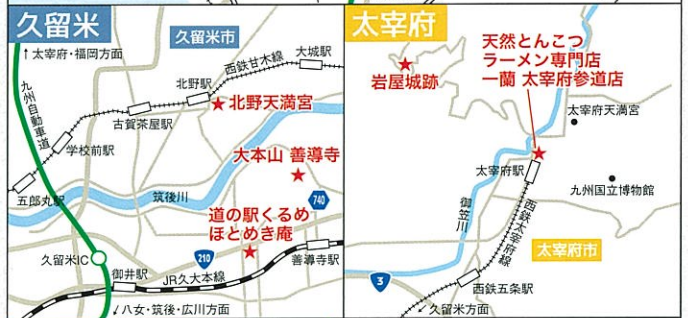 久留米
久留米市
↑太宰府・福岡方面
九州自動車道
西鉄甘木線
大城駅
北野駅
北野天満宮
古賀茶屋駅
学校前駅
五郎丸駅
大本山 善導寺
筑後川
740
道の駅くるめ
ほとめき庵
210
久留米IC
御井駅
JR久大本線
善導寺駅
↙八女・筑後・広川方面
太宰府
岩屋城跡
天然とんこつ
ラーメン専門店
一蘭 太宰府参道店
太宰府天満宮
太宰府駅
九州国立博物館
御笠川
西鉄太宰府線
太宰府市
3
西鉄五条駅
↙久留米方面